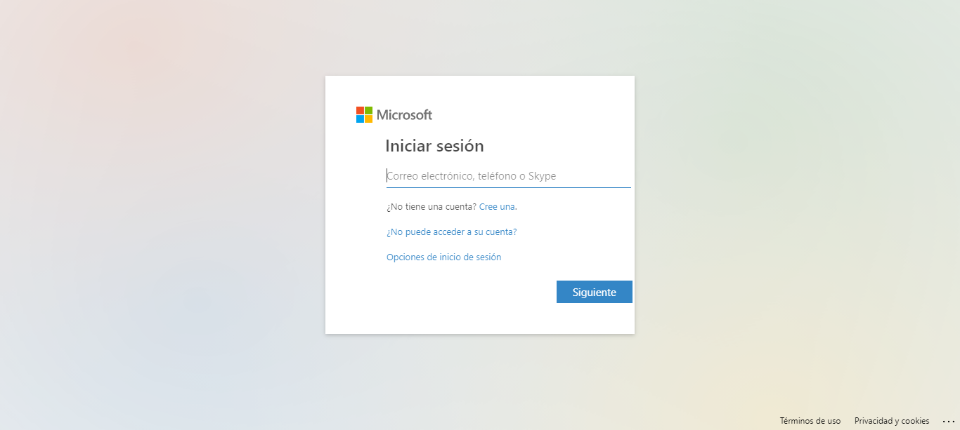 Microsoft
Iniciar sesión
Correo electrónico, teléfono o Skype
¿No tiene una cuenta? Cree una.
¿No puede acceder a su cuenta?
Opciones de inicio de sesión
Siguiente
Términos de uso Privacidad y cookies ...